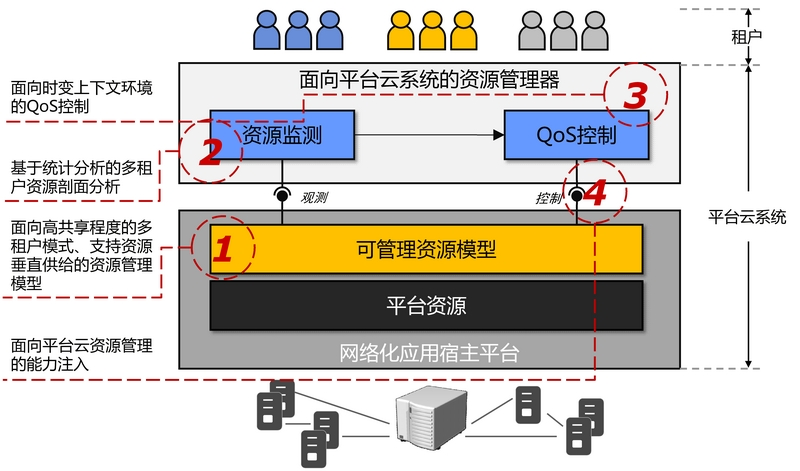 租户
面向平台云系统的资源管理器
面向时变上下文环境
的QoS控制
3
资源监测
QoS控制
2
基于统计分析的多租
户资源剖面分析
4
观测
控制
平台云系统
面向高共享程度的多
租户模式、支持资源
垂直供给的资源管理
模型
1
可管理资源模型
平台资源
网络化应用宿主平台
面向平台云资源管理
的能力注入